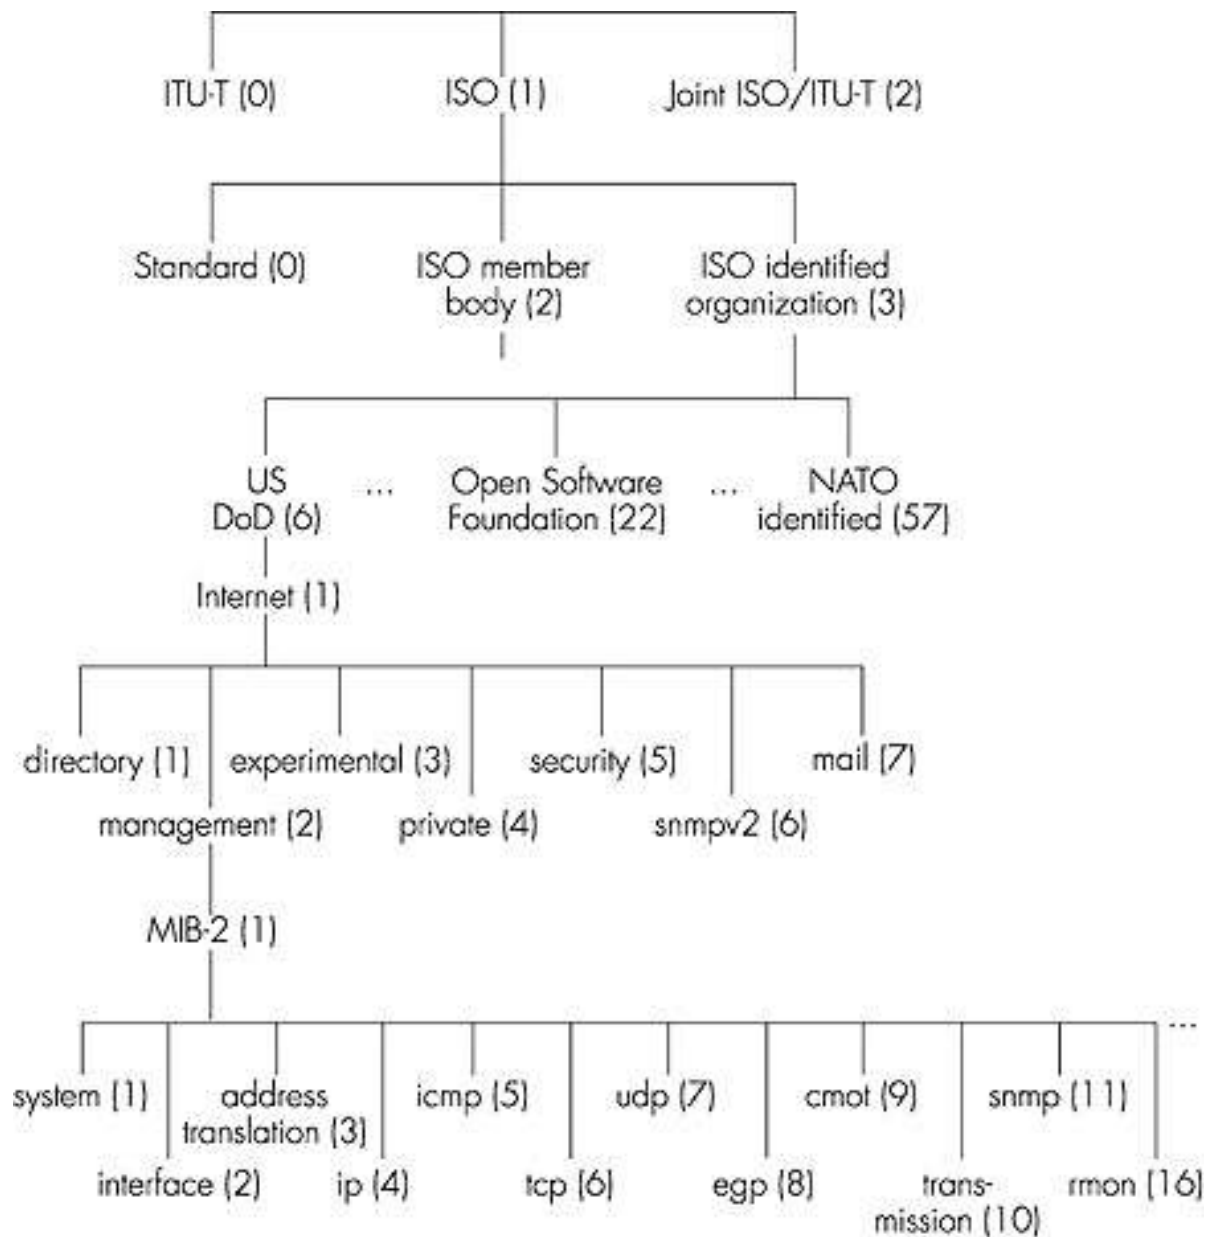 ITU-T (0) ISO (1) Joint ISO/ITU-T (2)
Standard (0) ISO member ISO identified
body (2) organization (3)
US ... Open Software ... NATO
DoD (6) Foundation (22) identified (57)
Internet (1)
directory (1) experimental (3) security (5) mail (7)
management (2) private (4) snmpv2 (6)
MIB-2 (1)
...
system (1) address icmp (5) udp (7) cmot (9) snmp (11)
translation (3)
interface (2) ip (4) tcp (6) egp (8) trans- rmon (16)
mission (10)